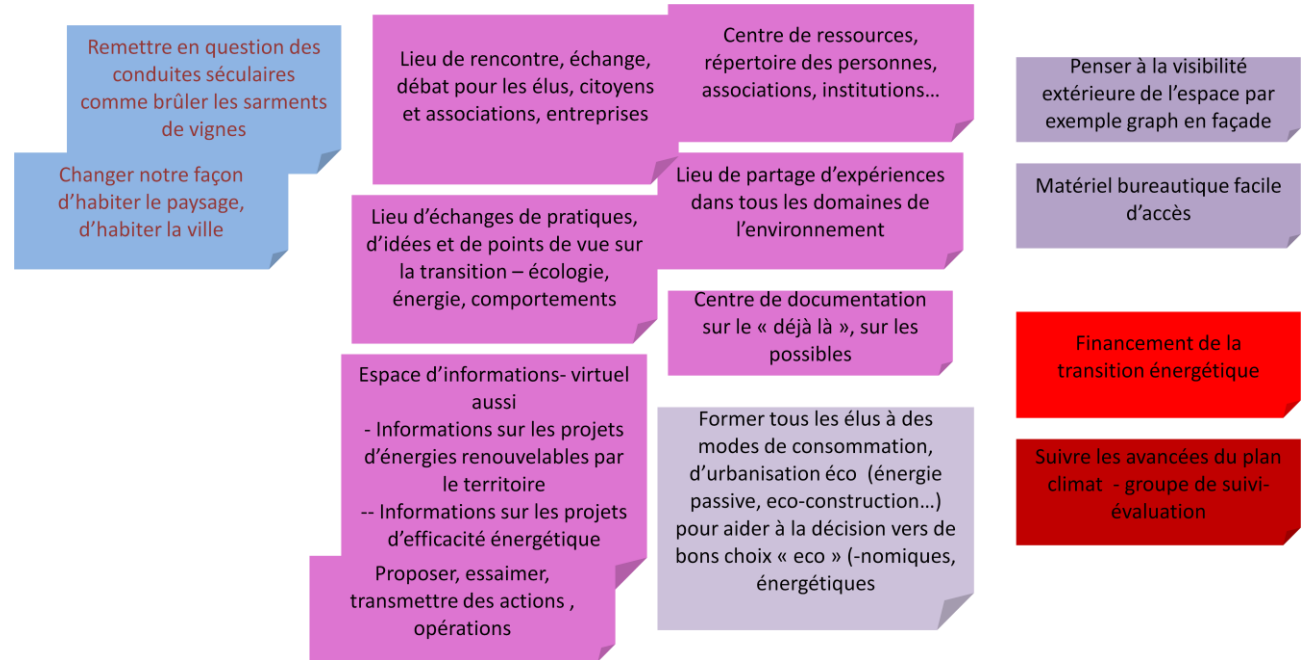 Remettre en question des
conduites séculaires
comme brûler les sarments
de vignes
Changer notre façon
d'habiter le paysage,
d'habiter la ville
Lieu de rencontre, échange,
débat pour les élus, citoyens
et associations, entreprises
Lieu d'échanges de pratiques,
d'idées et de points de vue sur
la transition – écologie,
énergie, comportements
Espace d'informations- virtuel
aussi
- Informations sur les projets
d'énergies renouvelables par
le territoire
-- Informations sur les projets
d'efficacité énergétique
Proposer, essaimer,
transmettre des actions ,
opérations
Centre de ressources,
répertoire des personnes,
associations, institutions…
Lieu de partage d'expériences
dans tous les domaines de
l'environnement
Centre de documentation
sur le « déjà là », sur les
possibles
Former tous les élus à des
modes de consommation,
d'urbanisation éco (énergie
passive, eco-construction…)
pour aider à la décision vers de
bons choix « eco » (-nomiques,
énergétiques
Penser à la visibilité
extérieure de l'espace par
exemple graph en façade
Matériel bureautique facile
d'accès
Financement de la
transition énergétique
Suivre les avancées du plan
climat - groupe de suivi-
évaluation